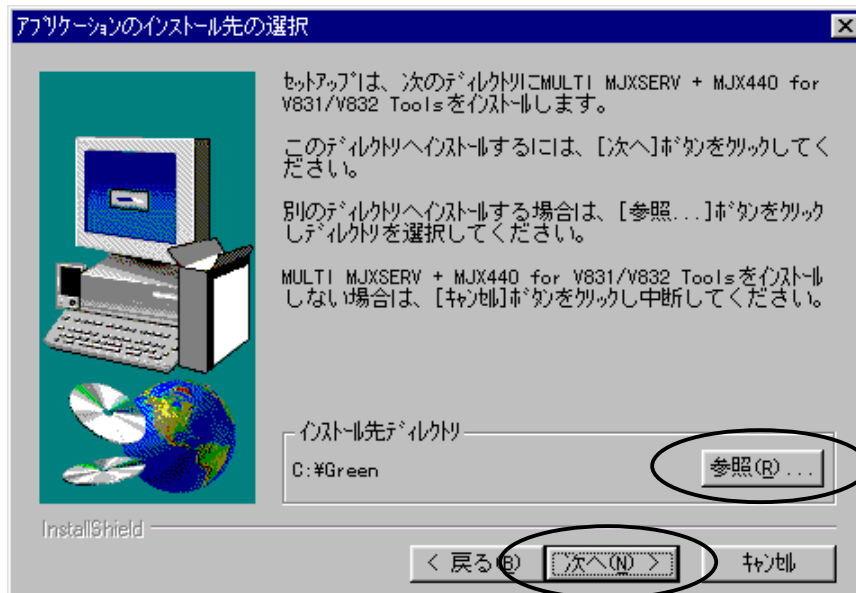 アプリケーションのインストール先の選択
セットアップは、次のディレクトリにMULTI MJXSERV + MJX440 for
V831/V832 Toolsをインストールします。
このディレクトリへインストールするには、[次へ]ボタンをクリックしてく
ださい。
別のディレクトリへインストールする場合は、[参照...]ボタンをクリック
しディレクトリを選択してください。
MULTI MJXSERV + MJX440 for V831/V832 Toolsをインストール
しない場合は、[キャンセル]ボタンをクリックし中断してください。
インストール先ディレクトリ
C:¥Green
参照(R)...
InstallShield
< 戻る(B)
次へ(N) >
キャンセル